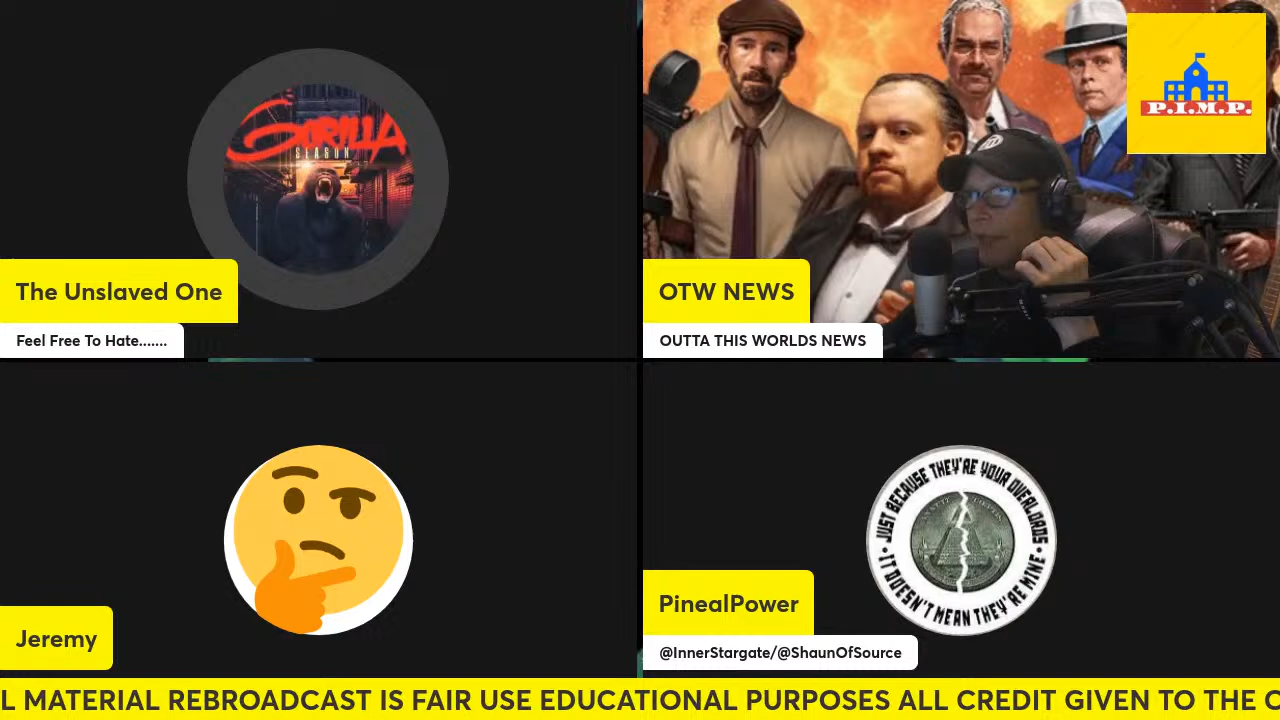 GORILLA
SEASON
The Unslaved One
Feel Free To Hate.......
P.I.M.P.
OTW NEWS
OUTTA THIS WORLDS NEWS
Jeremy
JUST BECAUSE THEY'RE YOUR OVERLORDS
• IT DOESN'T MEAN THEY'RE MINE •
PinealPower
@InnerStargate/@ShaunOfSource
L MATERIAL REBROADCAST IS FAIR USE EDUCATIONAL PURPOSES ALL CREDIT GIVEN TO THE